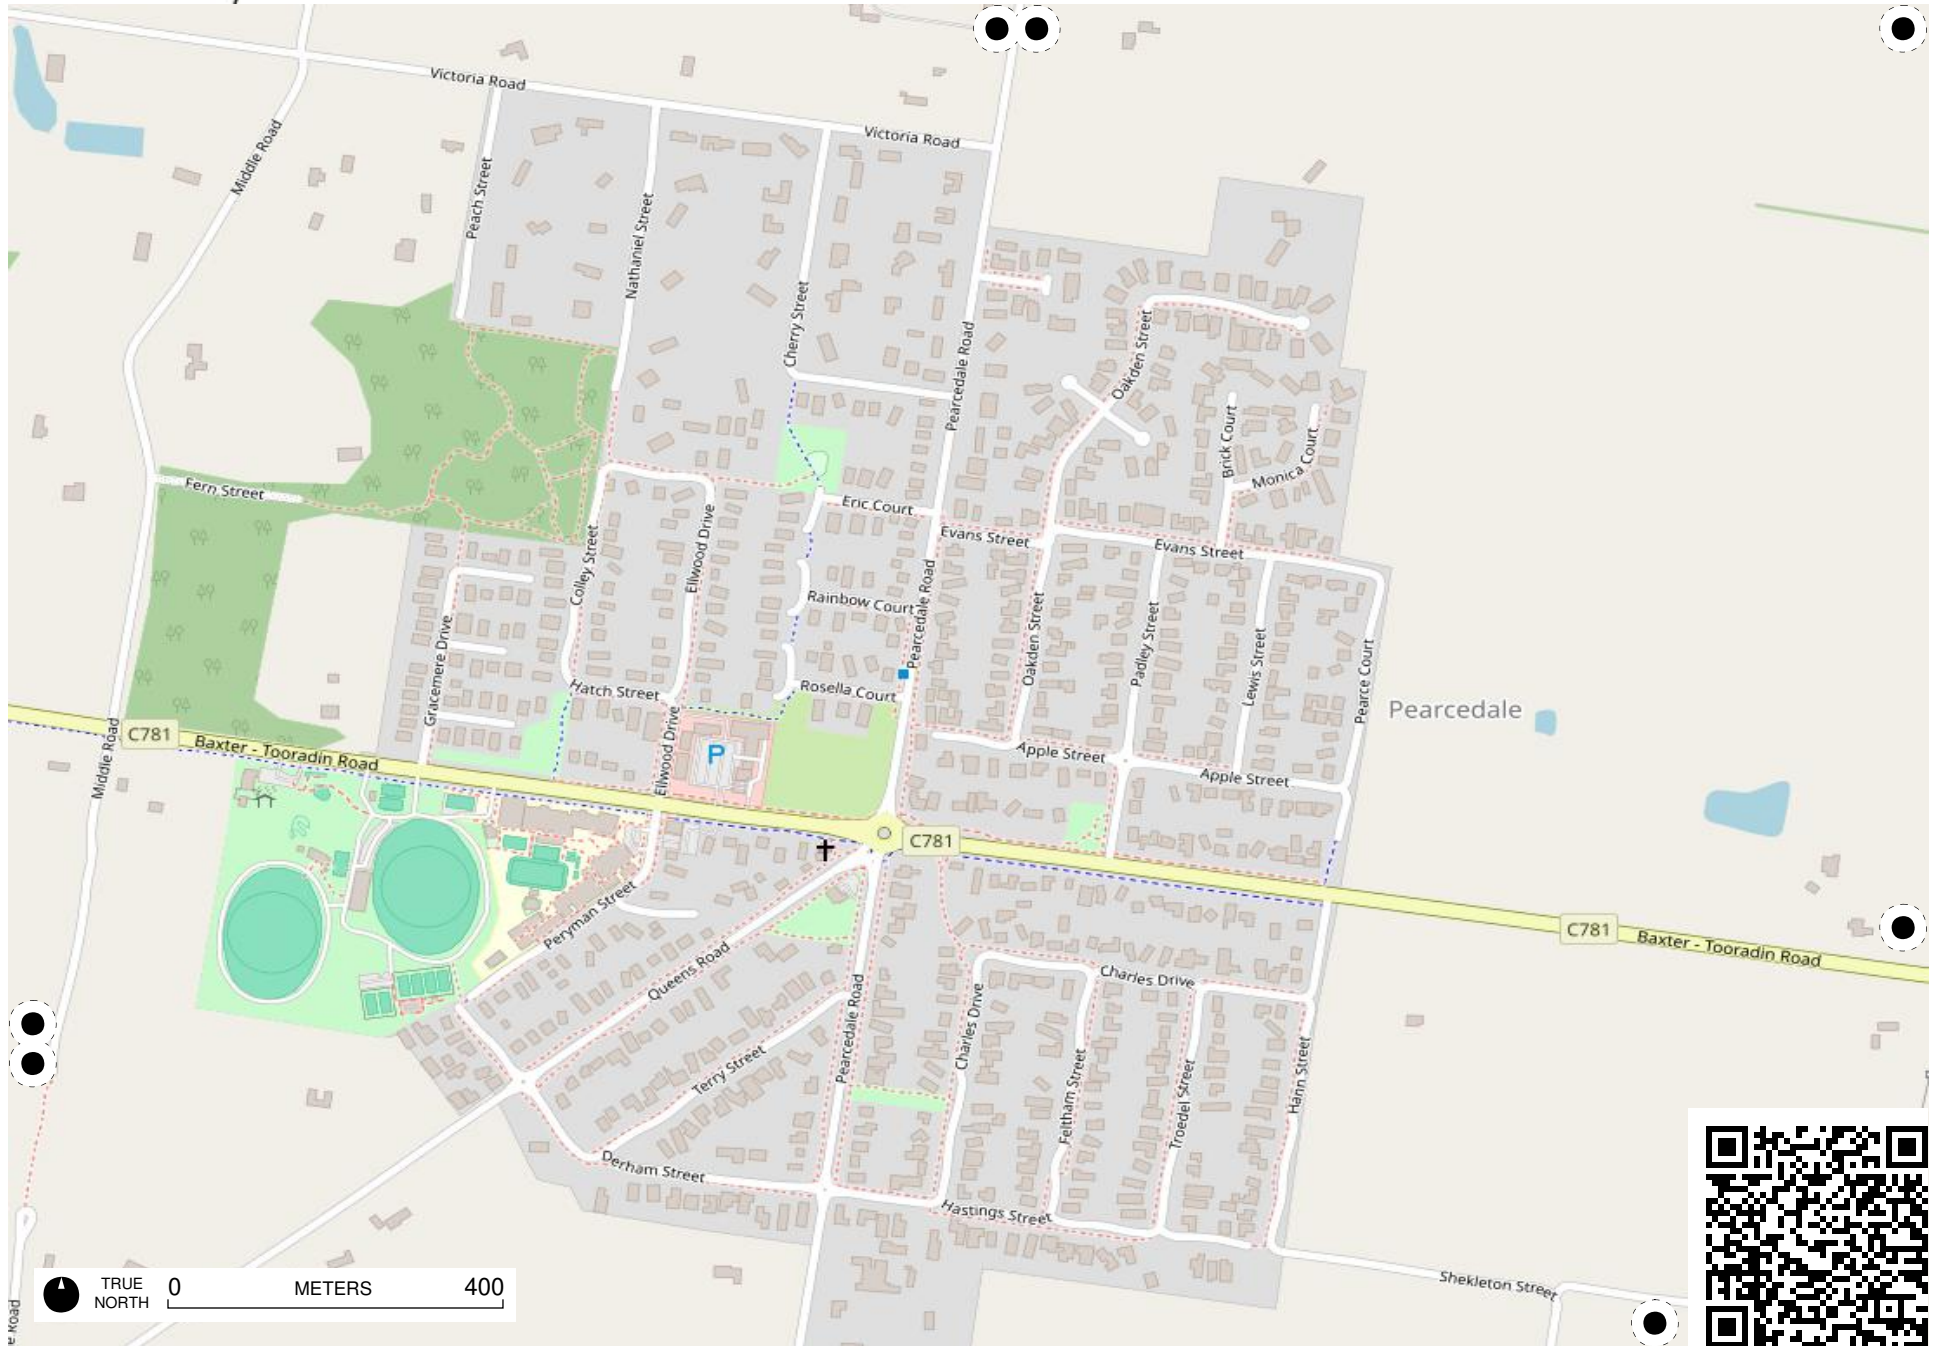 Victoria Road
Victoria Road
Middle Road
Peach Street
Nathaniel Street
Cherry Street
Pearcedale Road
Oakden Street
Brick Court
Monica Court
Fern Street
Eric Court
Evans Street
Evans Street
Colley Street
Ellwood Drive
Rainbow Court
Pearcedale Road
Oakden Street
Padley Street
Lewis Street
Pearce Court
Gracemere Drive
Hatch Street
Rosella Court
Pearcedale
C781
Baxter - Tooradin Road
Middle Road
Ellwood Drive
P
Apple Street
Apple Street
C781
C781
Baxter - Tooradin Road
Peryman Street
Queens Road
Pearcedale Road
Charles Drive
Charles Drive
Terry Street
Feltham Street
Troedel Street
Hann Street
Derham Street
Hastings Street
Shekleton Street
TRUE
NORTH
0 METERS 400
e Road